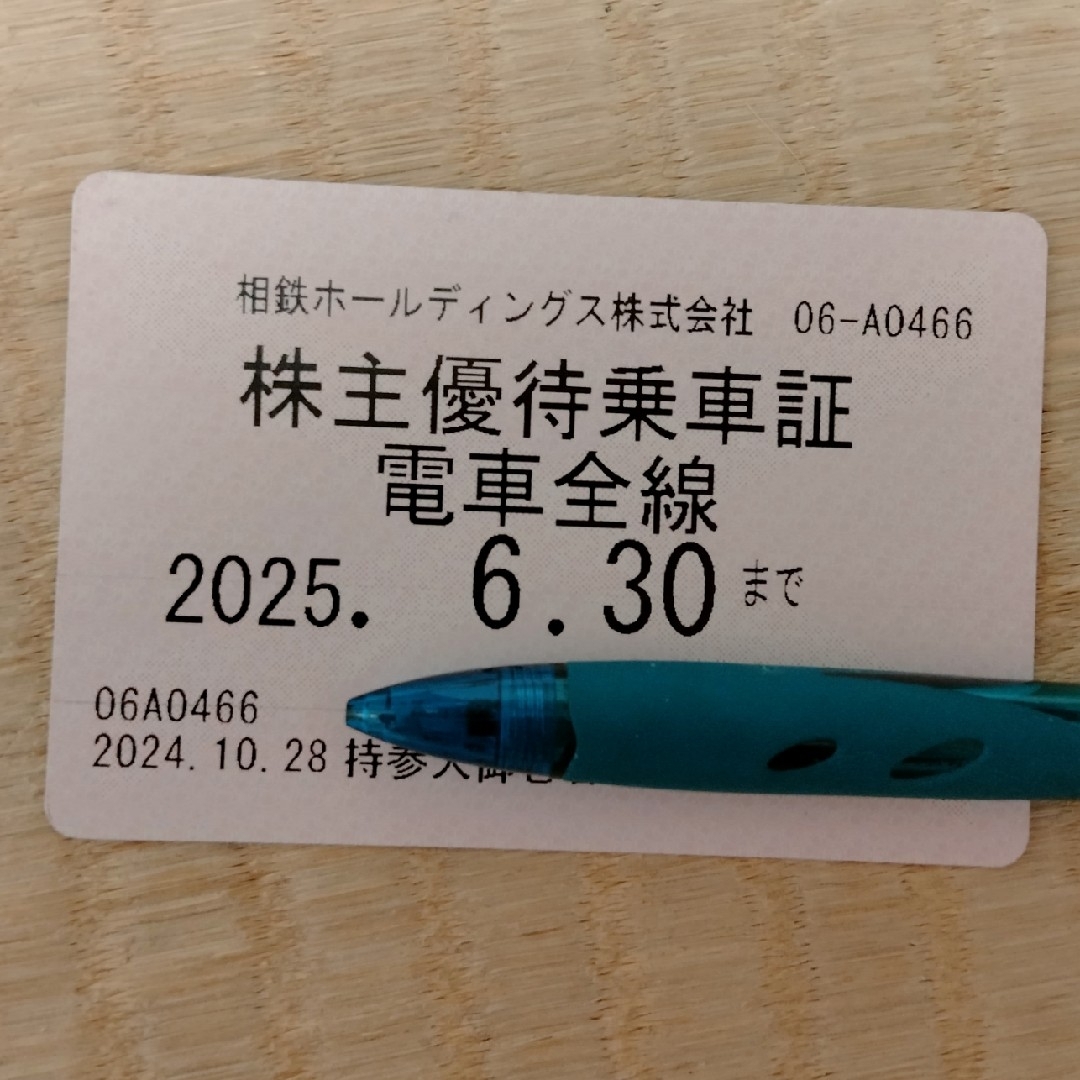 相鉄ホールディングス株式会社 06-A0466
株主優待乗車証
電車全線
2025. 6.30 まで
06A0466
2024.10.28 持参人